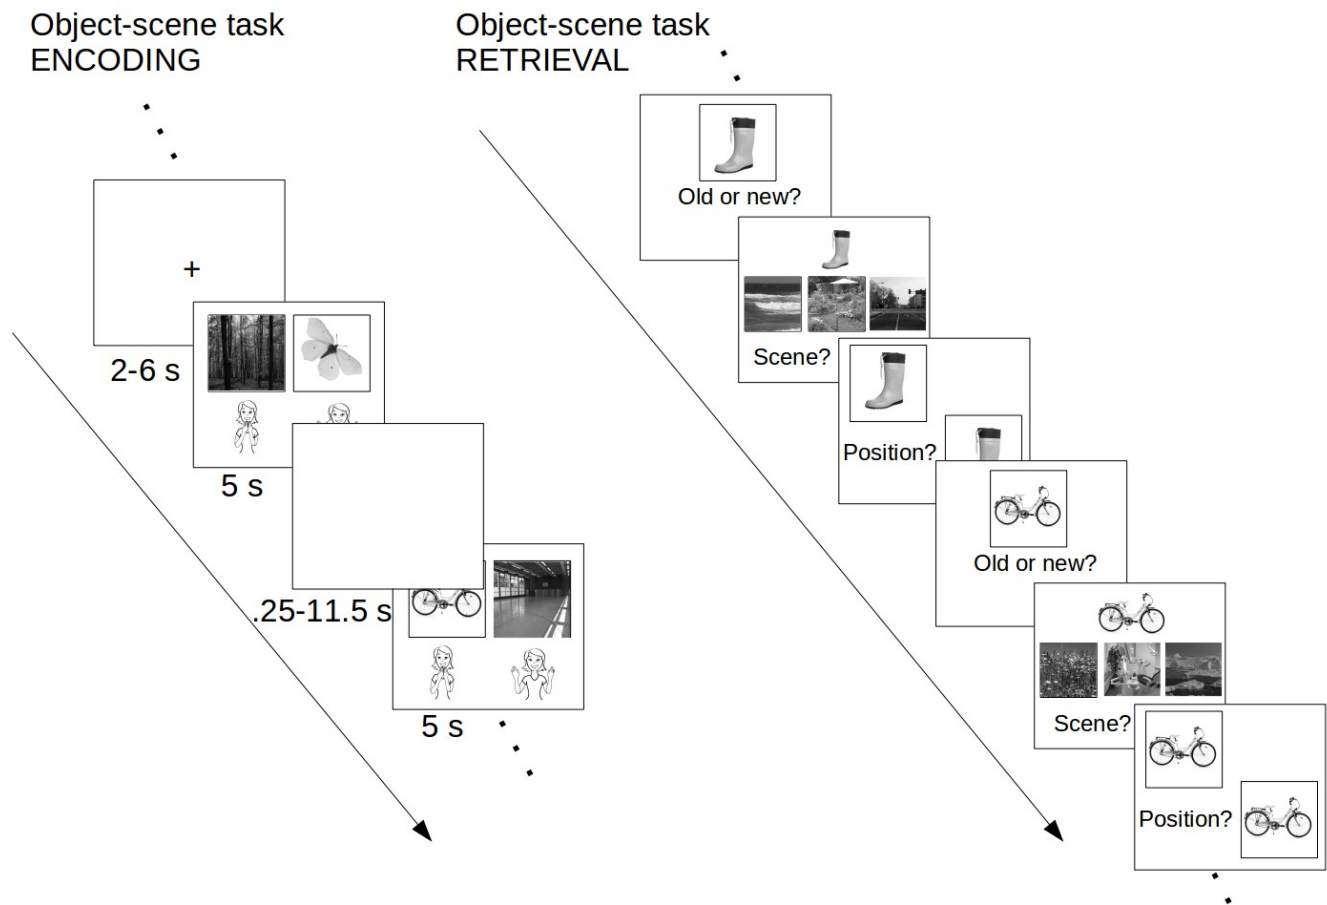 Object-scene task
ENCODING
+
2-6 s
5 s
.25-11.5 s
5 s
Object-scene task
RETRIEVAL
Old or new?
Scene?
Position?
Old or new?
Scene?
Position?